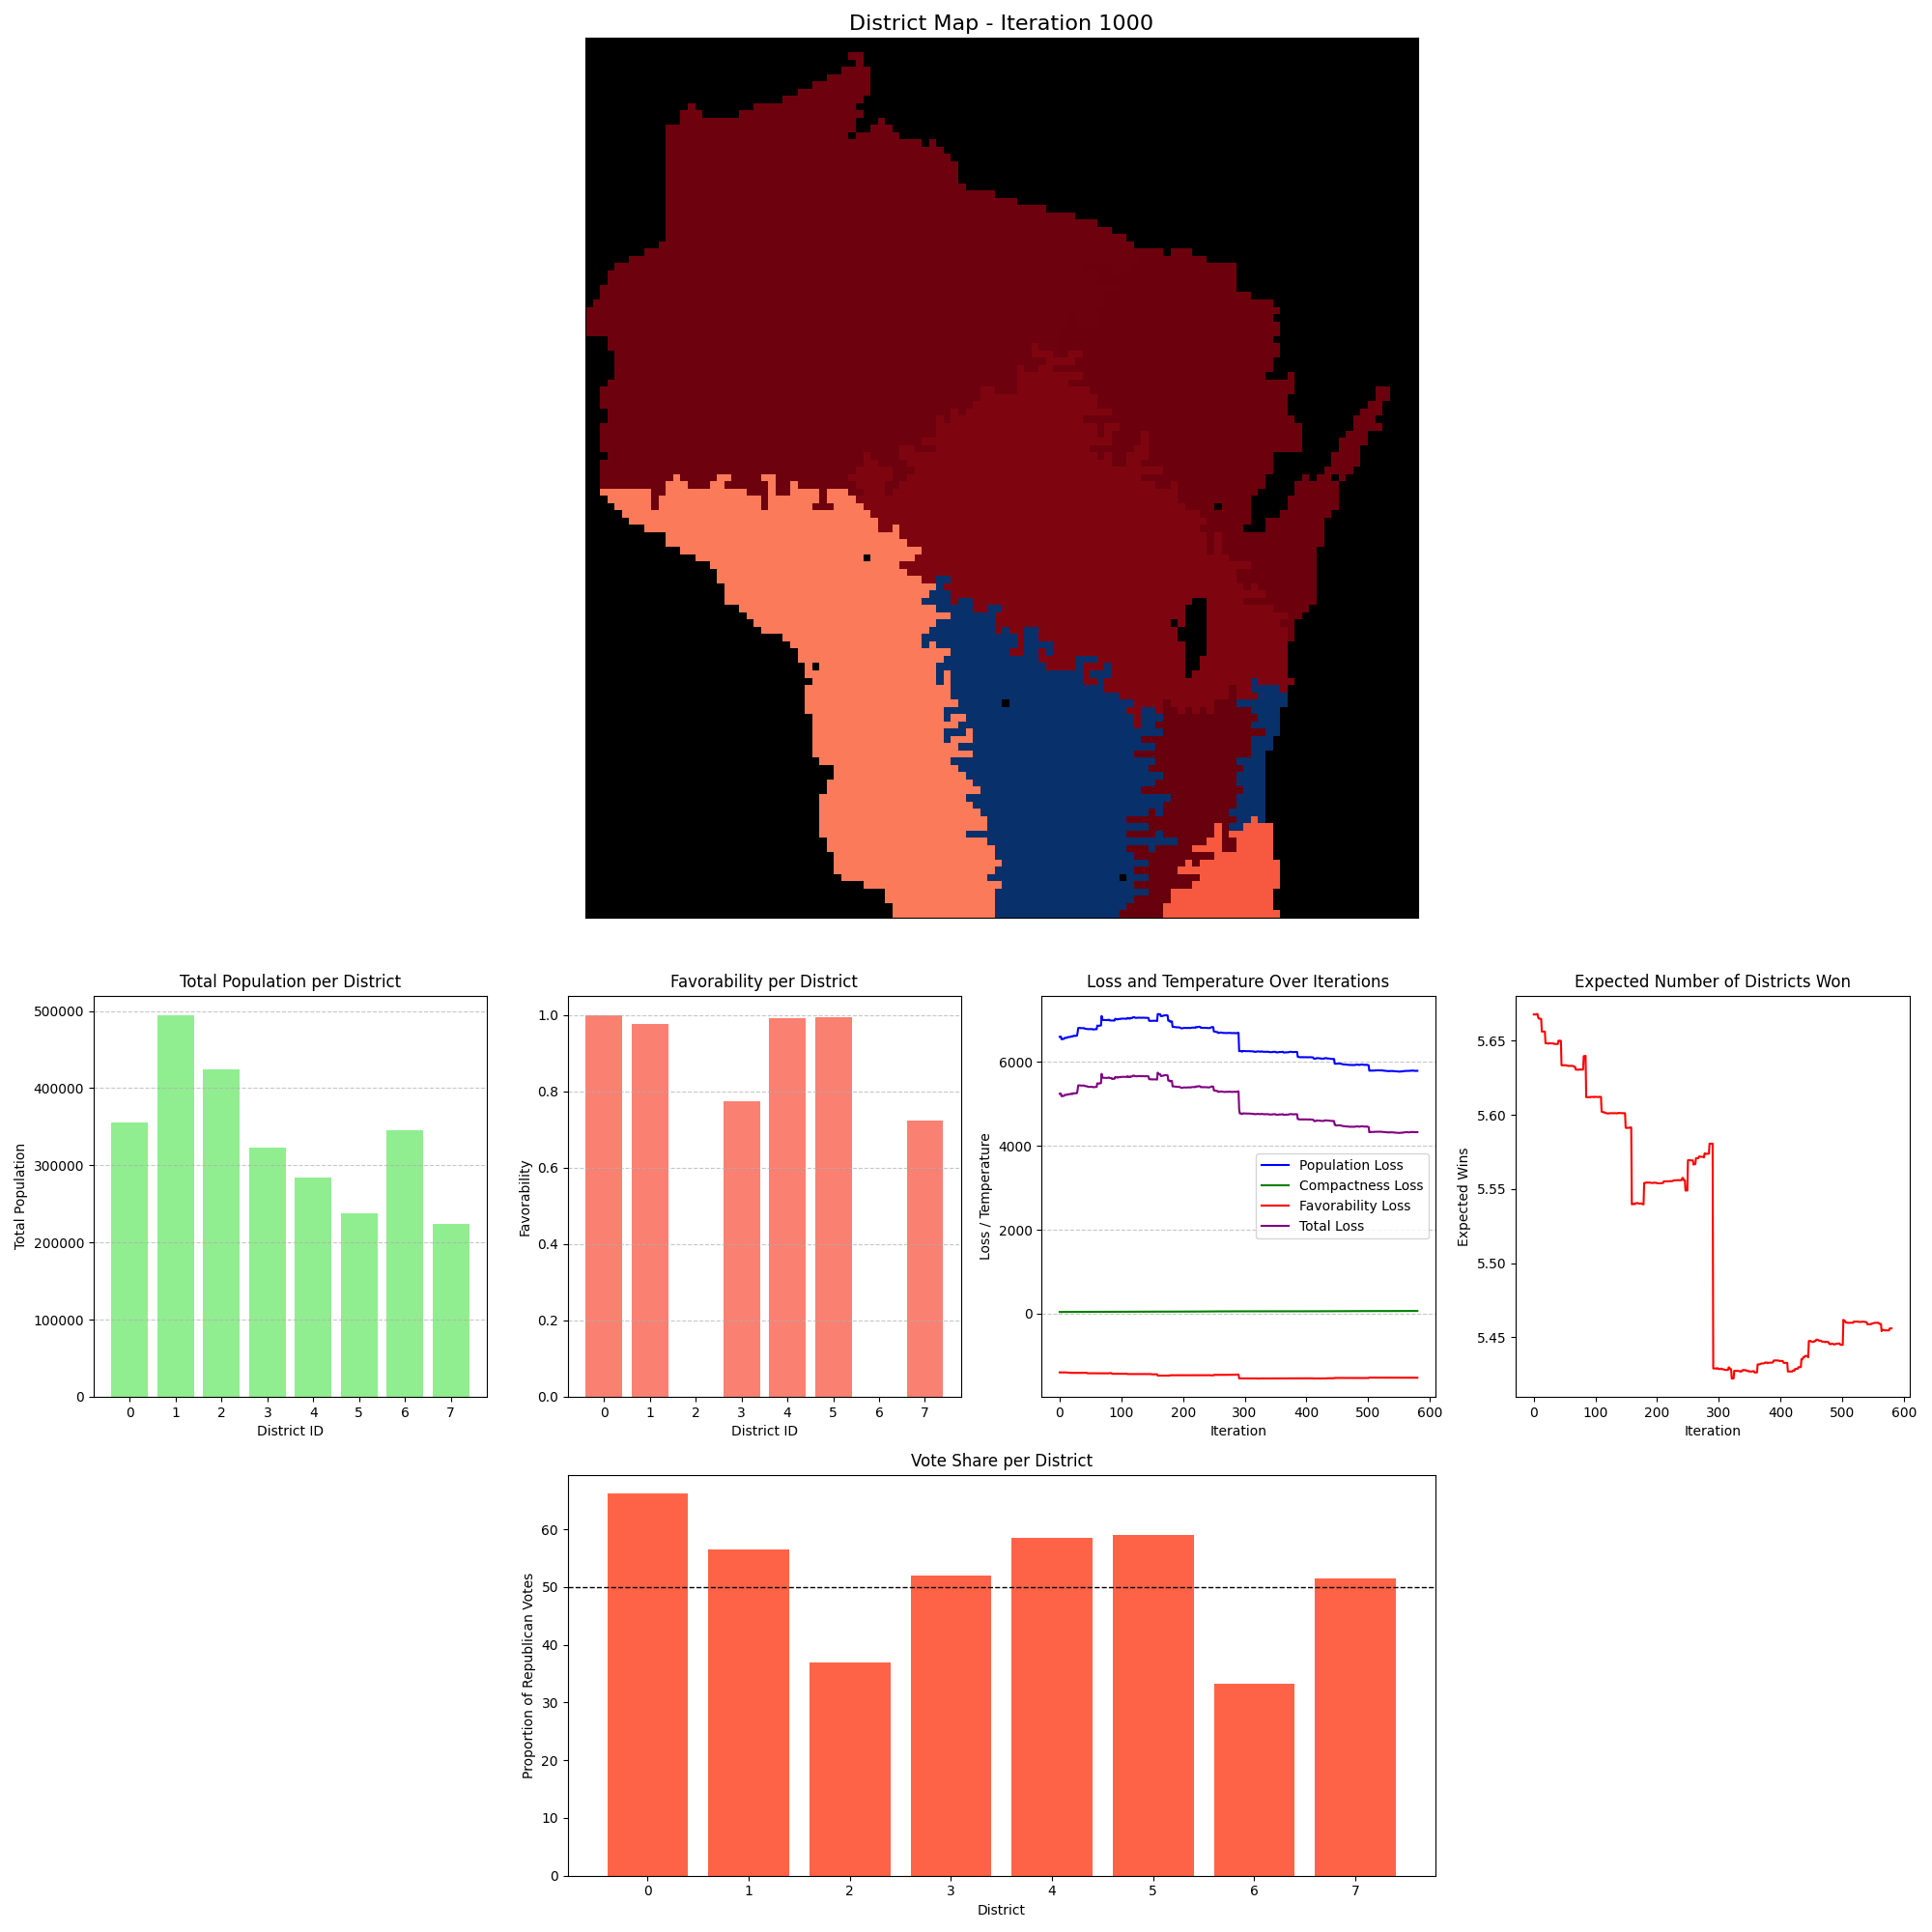 District Map - Iteration 1000
Total Population per District
Total Population
500000
400000
300000
200000
100000
0
0 1 2 3 4 5 6 7
District ID
Favorability per District
Favorability
1.0
0.8
0.6
0.4
0.2
0.0
0 1 2 3 4 5 6 7
District ID
Loss and Temperature Over Iterations
Loss / Temperature
6000
4000
2000
0
Population Loss
Compactness Loss
Favorability Loss
Total Loss
0 100 200 300 400 500 600
Iteration
Expected Number of Districts Won
Expected Wins
5.65
5.60
5.55
5.50
5.45
0 100 200 300 400 500 600
Iteration
Vote Share per District
Proportion of Republican Votes
60
50
40
30
20
10
0
0 1 2 3 4 5 6 7
District